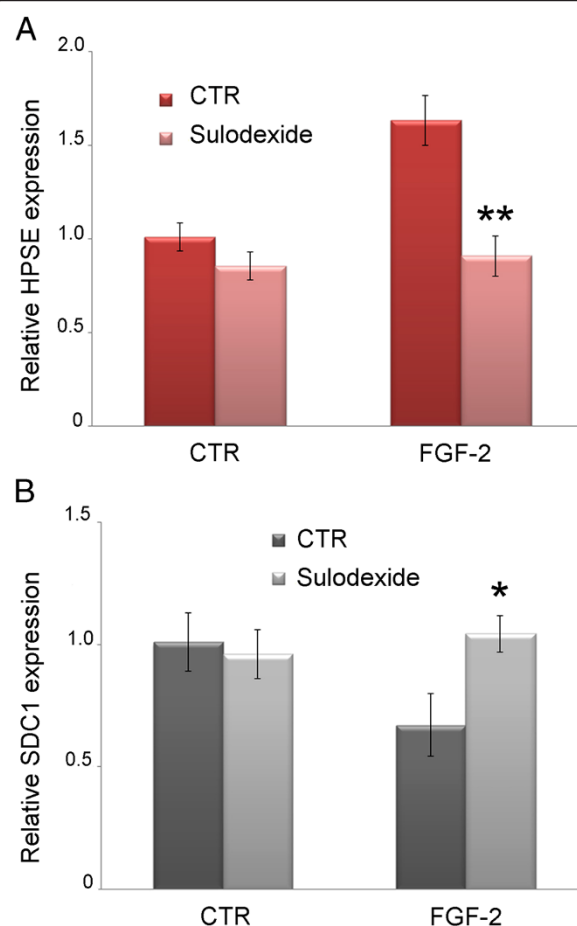 A
2.0
1.5
1.0
0.5
0
Relative HPSE expression
CTR
Sulodexide
**
CTR
FGF-2
B
1.5
1.0
0.5
0
Relative SDC1 expression
CTR
Sulodexide
*
CTR
FGF-2